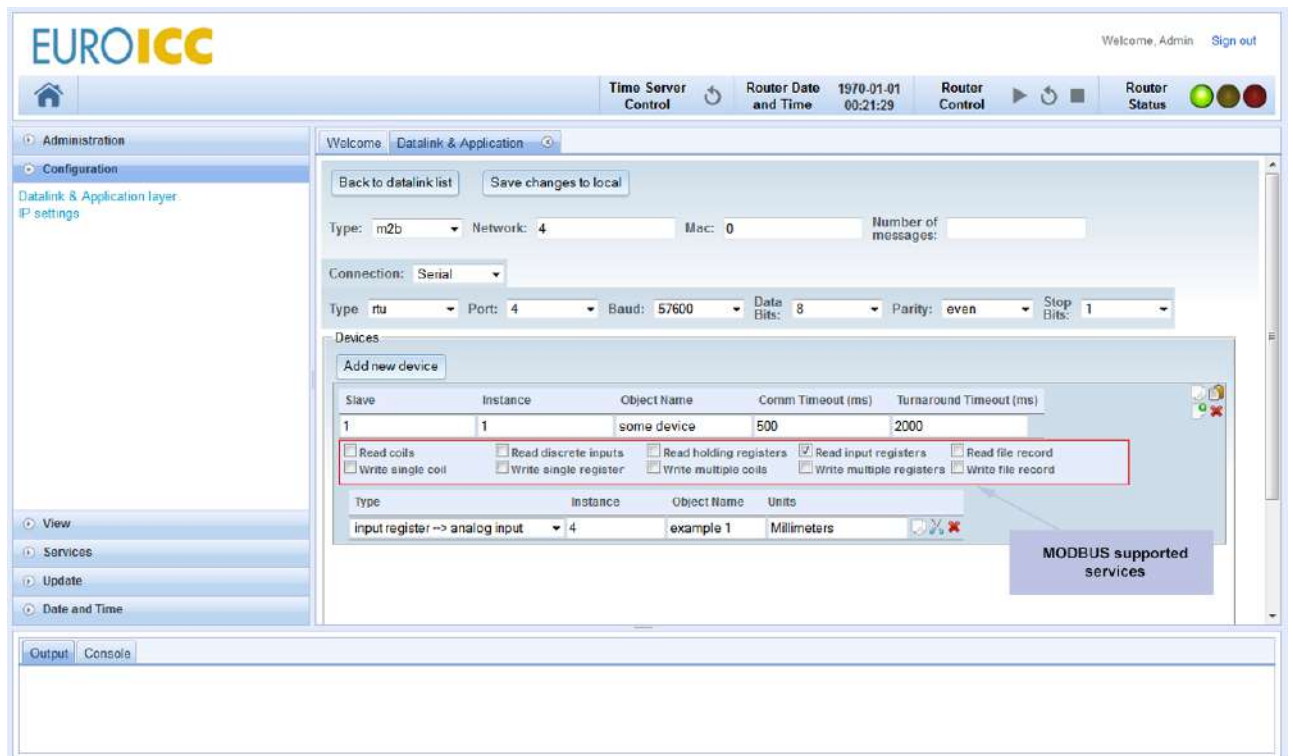 EUROICC
Welcome, Admin Sign out
Time Server Control
Router Date and Time
1970-01-01 00:21:29
Router Control
Router Status
Administration
Configuration
Datalink & Application layer
IP settings
View
Services
Update
Date and Time
Welcome Datalink & Application
Back to datalink list Save changes to local
Type: m2b Network: 4 Mac: 0 Number of messages:
Connection: Serial
Type rtu Port: 4 Baud: 57600 Data Bits: 8 Parity: even Stop Bits: 1
Devices
Add new device
Slave Instance Object Name Comm Timeout (ms) Turnaround Timeout (ms)
1 1 some device 500 2000
Read coils Read discrete inputs Read holding registers Read input registers Read file record
Write single coil Write single register Write multiple coils Write multiple registers Write file record
Type Instance Object Name Units
input register --> analog input 4 example 1 Millimeters
MODBUS supported
services
Output Console